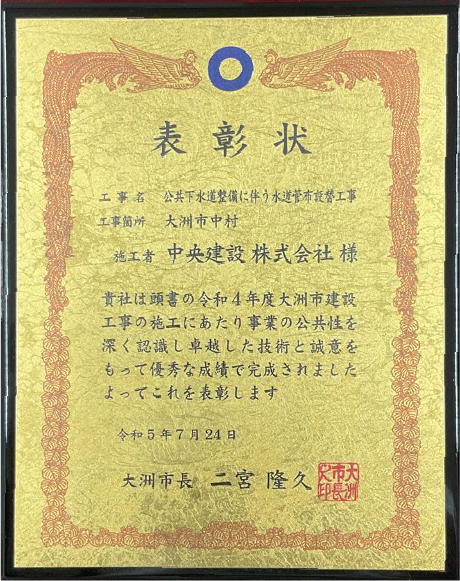 表彰状
工事名 公共下水道整備に伴う水道管布設替工事
工事箇所 大洲市中村
施工者 中央建設 株式会社 様
貴社は頭書の令和4年度大洲市建設
工事の施工にあたり事業の公共性を
深く認識し卓越した技術と誠意を
もって優秀な成績で完成されました
よってこれを表彰します
令和5年7月24日
大洲市長 二宮 隆久
大洲市長之印